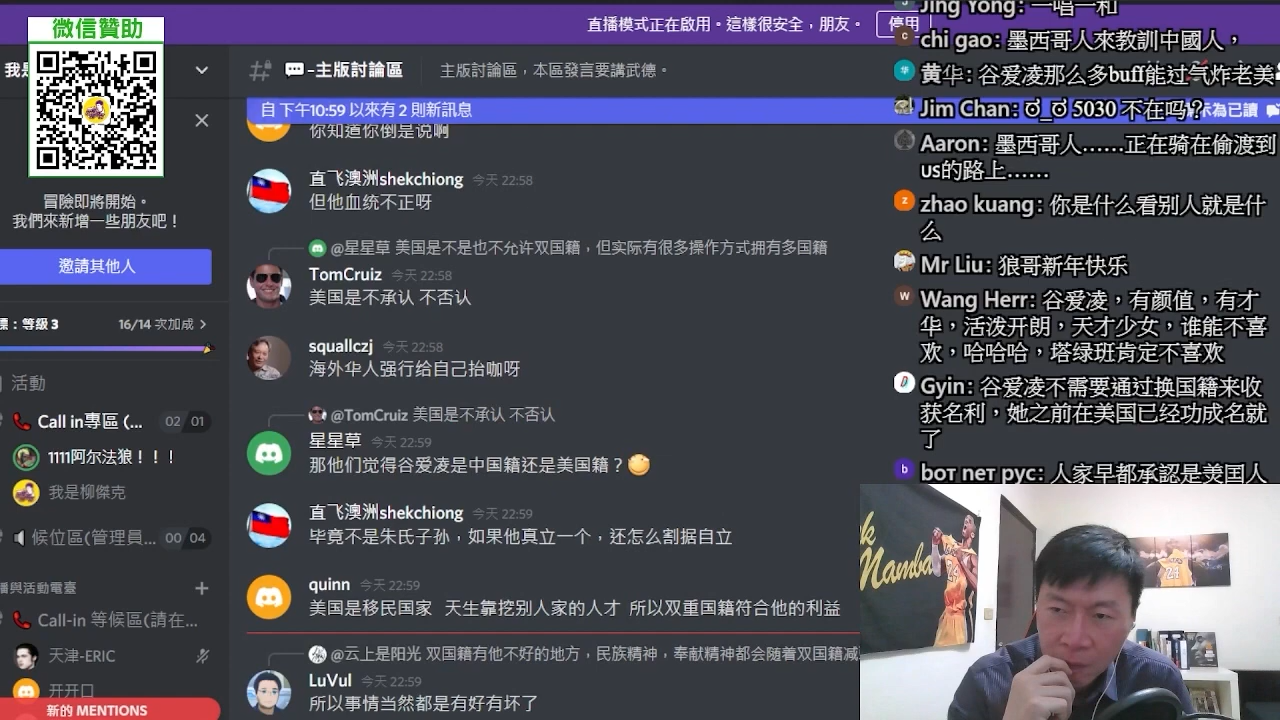 微信贊助
直播模式正在啟用。這樣很安全，朋友。
停用
主版討論區
主版討論區，本區發言要講武德。
自 下午10:59 以來有 2 則新訊息
示為已讀
冒險即將開始。
我們來新增一些朋友吧！
邀請其他人
等級 3
16/14 次加成
活動
Call in專區 (...
02 01
1111阿尔法狼！！！
我是柳傑克
候位區(管理員...
00 04
播與活動電臺
Call-in 等候區(請在...
天津-ERIC
开开口
新的 MENTIONS
你知道你倒是说啊
直飞澳洲shekchiong 今天 22:58
但他血统不正呀
@星星草 美国是不是也不允许双国籍，但实际有很多操作方式拥有多国籍
TomCruiz 今天 22:58
美国是不承认 不否认
squallczj 今天 22:58
海外华人强行给自己抬咖呀
@TomCruiz 美国是不承认 不否认
星星草 今天 22:59
那他们觉得谷爱凌是中国籍还是美国籍？
直飞澳洲shekchiong 今天 22:59
毕竟不是朱氏子孙，如果他真立一个，还怎么割据自立
quinn 今天 22:59
美国是移民国家 天生靠挖别人家的人才 所以双重国籍符合他的利益
@云上是阳光 双国籍有他不好的地方，民族精神，奉献精神都会随着双国籍减
LuVul 今天 22:59
所以事情当然都是有好有坏了
Jing Yong: 一唱一和
chi gao: 墨西哥人來教訓中國人，
黄华: 谷爱凌那么多buff能过气炸老美
Jim Chan: ಠ_ಠ 5030 不在吗？
Aaron: 墨西哥人……正在骑在偷渡到
us的路上……
zhao kuang: 你是什么看别人就是什
么
Mr Liu: 狼哥新年快乐
Wang Herr: 谷爱凌，有颜值，有才
华，活泼开朗，天才少女，谁能不喜
欢，哈哈哈，塔绿班肯定不喜欢
Gyin: 谷爱凌不需要通过换国籍来收
获名利，她之前在美国已经功成名就
了
bот neт рус: 人家早都承認是美国人
Mamba